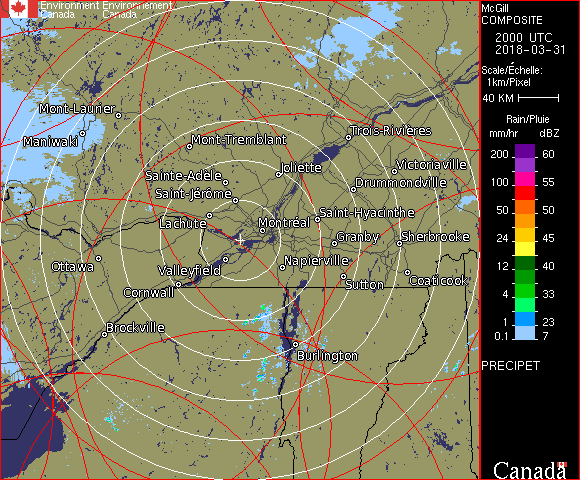 Environment Environnement
Canada Canada
Mont-Laurier
Maniwaki
Mont-Tremblant
Trois-Rivières
Sainte-Adèle
Joliette
Victoriaville
Saint-Jérôme
Drummondville
Lachute
Montréal
Saint-Hyacinthe
Granby
Sherbrooke
Ottawa
Valleyfield
Napierville
Cornwall
Sutton
Coaticook
Brockville
Burlington
McGill
COMPOSITE
2000 UTC
2018-03-31
Scale/Échelle:
1km/Pixel
40 KM
Rain/Pluie
mm/hr dBZ
200 60
150 57
100 55
50 50
24 45
12 40
4 33
1 23
0.1 7
PRECIPET
Canada